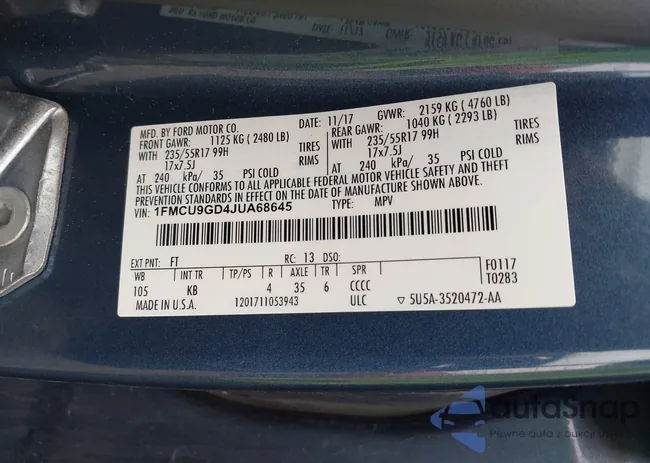 MFD. BY FORD MOTOR CO. 11/17 GVWR: 2159 KG ( 4760 LB)
FRONT GAWR: 1125 KG ( 2480 LB) REAR GAWR: 1040 KG ( 2293 LB)
WITH 235/55R17 99H TIRES WITH 235/55R17 99H TIRES
17x7.5J RIMS 17x7.5J RIMS
AT 240 kPa/ 35 PSI COLD AT 240 kPa/ 35 PSI COLD
THIS VEHICLE CONFORMS TO ALL APPLICABLE FEDERAL MOTOR VEHICLE SAFETY AND THEFT
PREVENTION STANDARDS IN EFFECT ON THE DATE OF MANUFACTURE SHOWN ABOVE.
VIN: 1FMCU9GD4JUA68645 TYPE: MPV
EXT PNT: FT RC: 13 DSO: F0117
WB INT TR TP/PS R AXLE TR SPR T0283
105 KB 4 35 6 CCCC
MADE IN U.S.A. 1201711053943 ULC 5U5A-3520472-AA
autaSnap
Pewne auta z aukcji